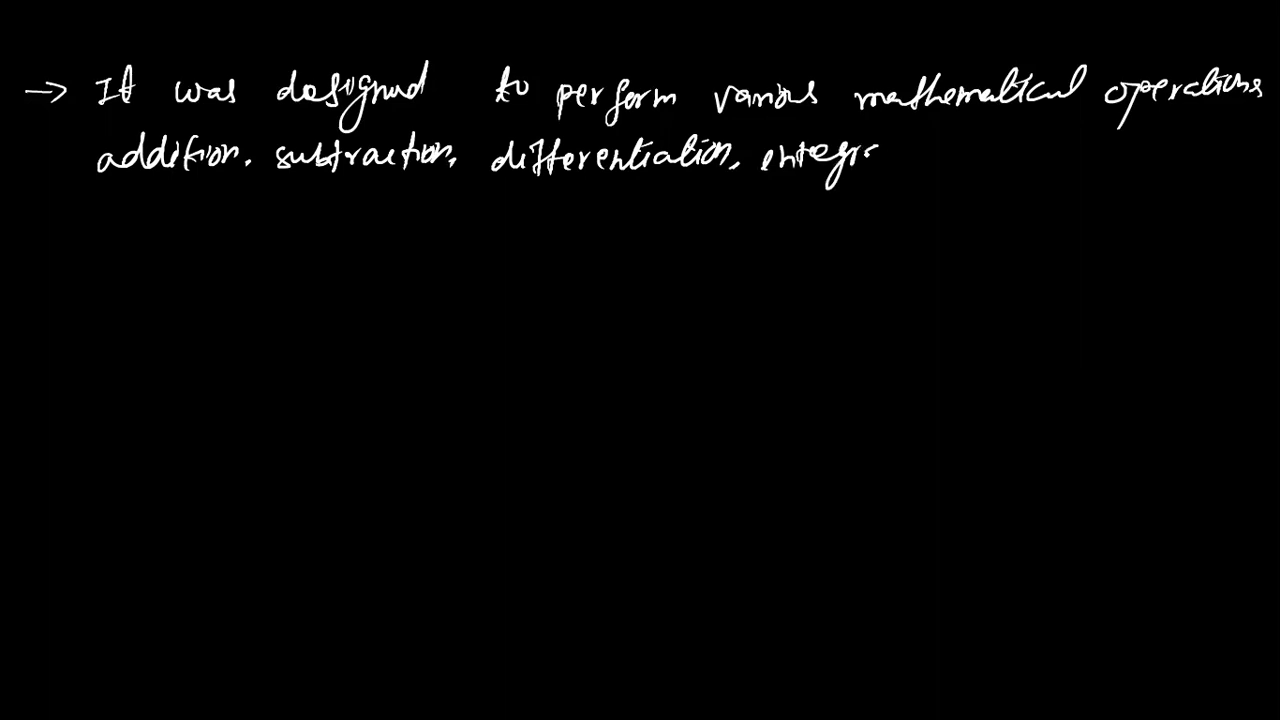 → It was designed to perform various mathematical operations
addition, subtraction, differentiation, integr